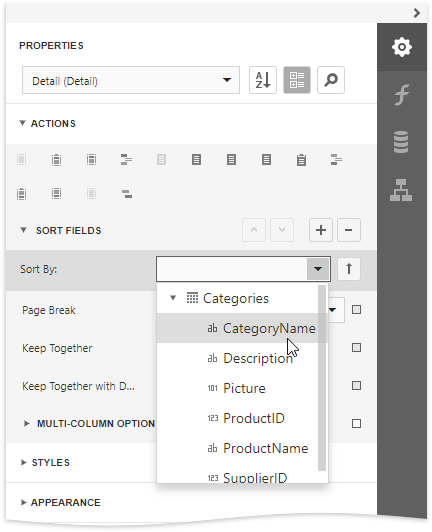 PROPERTIES
Detail (Detail)
ACTIONS
SORT FIELDS
Sort By:
Categories
ab CategoryName
Page Break
ab Description
Keep Together
101 Picture
Keep Together with D...
123 ProductID
MULTI-COLUMN OPTION
ab ProductName
STYLES
123 SupplierID
APPEARANCE